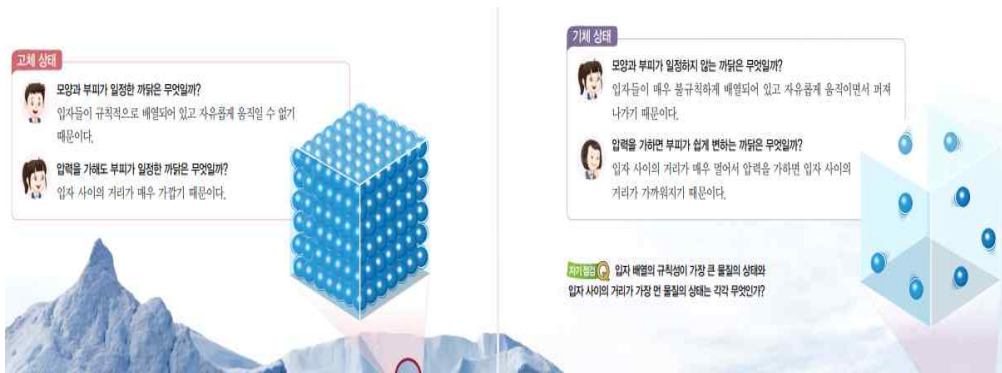 고체 상태
모양과 부피가 일정한 까닭은 무엇일까?
입자들이 규칙적으로 배열되어 있고 자유롭게 움직일 수 없기
때문이다.
압력을 가해도 부피가 일정한 까닭은 무엇일까?
입자 사이의 거리가 매우 가깝기 때문이다.
기체 상태
모양과 부피가 일정하지 않는 까닭은 무엇일까?
입자들이 매우 불규칙하게 배열되어 있고 자유롭게 움직이면서 퍼져
나가기 때문이다.
압력을 가하면 부피가 쉽게 변하는 까닭은 무엇일까?
입자 사이의 거리가 매우 멀어서 압력을 가하면 입자 사이의
거리가 가까워지기 때문이다.
자기 점검 Q 입자 배열의 규칙성이 가장 큰 물질의 상태와
입자 사이의 거리가 가장 먼 물질의 상태는 각각 무엇인가?